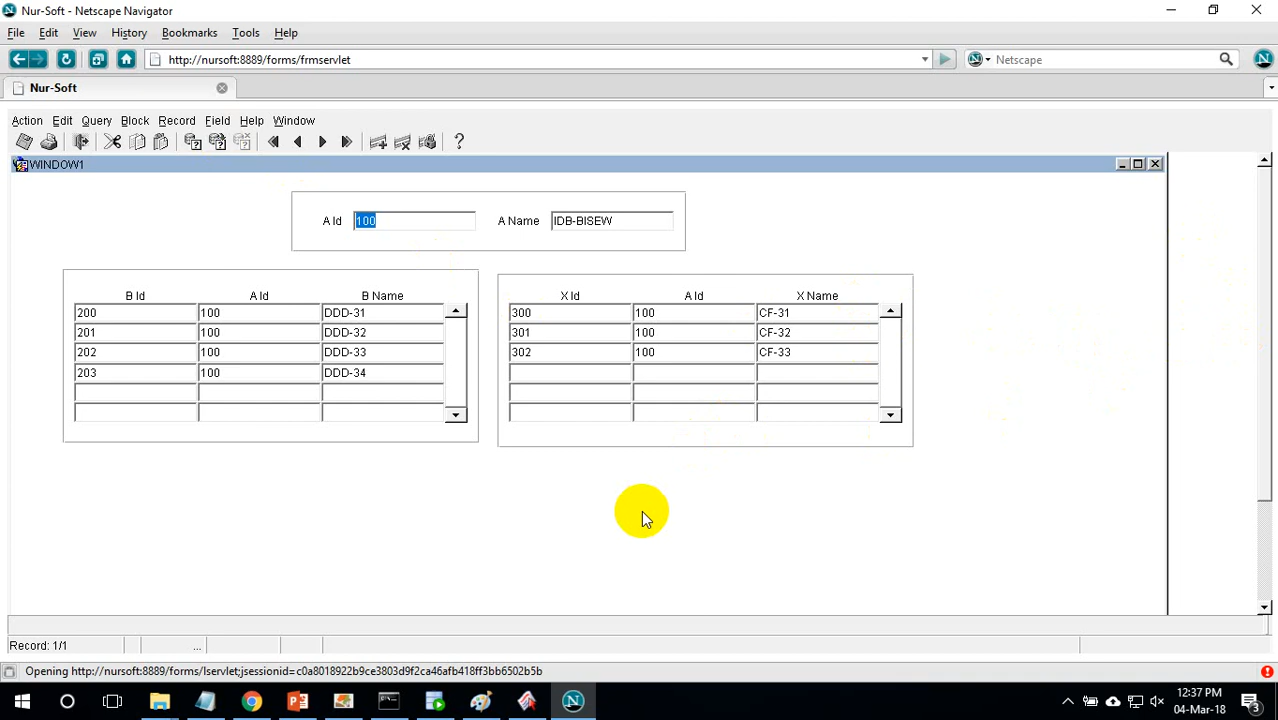 Nur-Soft - Netscape Navigator
File Edit View History Bookmarks Tools Help
http://nursoft:8889/forms/frmservlet
Netscape
Nur-Soft
Action Edit Query Block Record Field Help Window
WINDOW1
A Id 100 A Name IDB-BISEW
B Id A Id B Name
200 100 DDD-31
201 100 DDD-32
202 100 DDD-33
203 100 DDD-34
X Id A Id X Name
300 100 CF-31
301 100 CF-32
302 100 CF-33
Record: 1/1 ...
Opening http://nursoft:8889/forms/lservlet;jsessionid=c0a8018922b9ce3803d9f2ca46afb418ff3bb6502b5b
12:37 PM
04-Mar-18
3